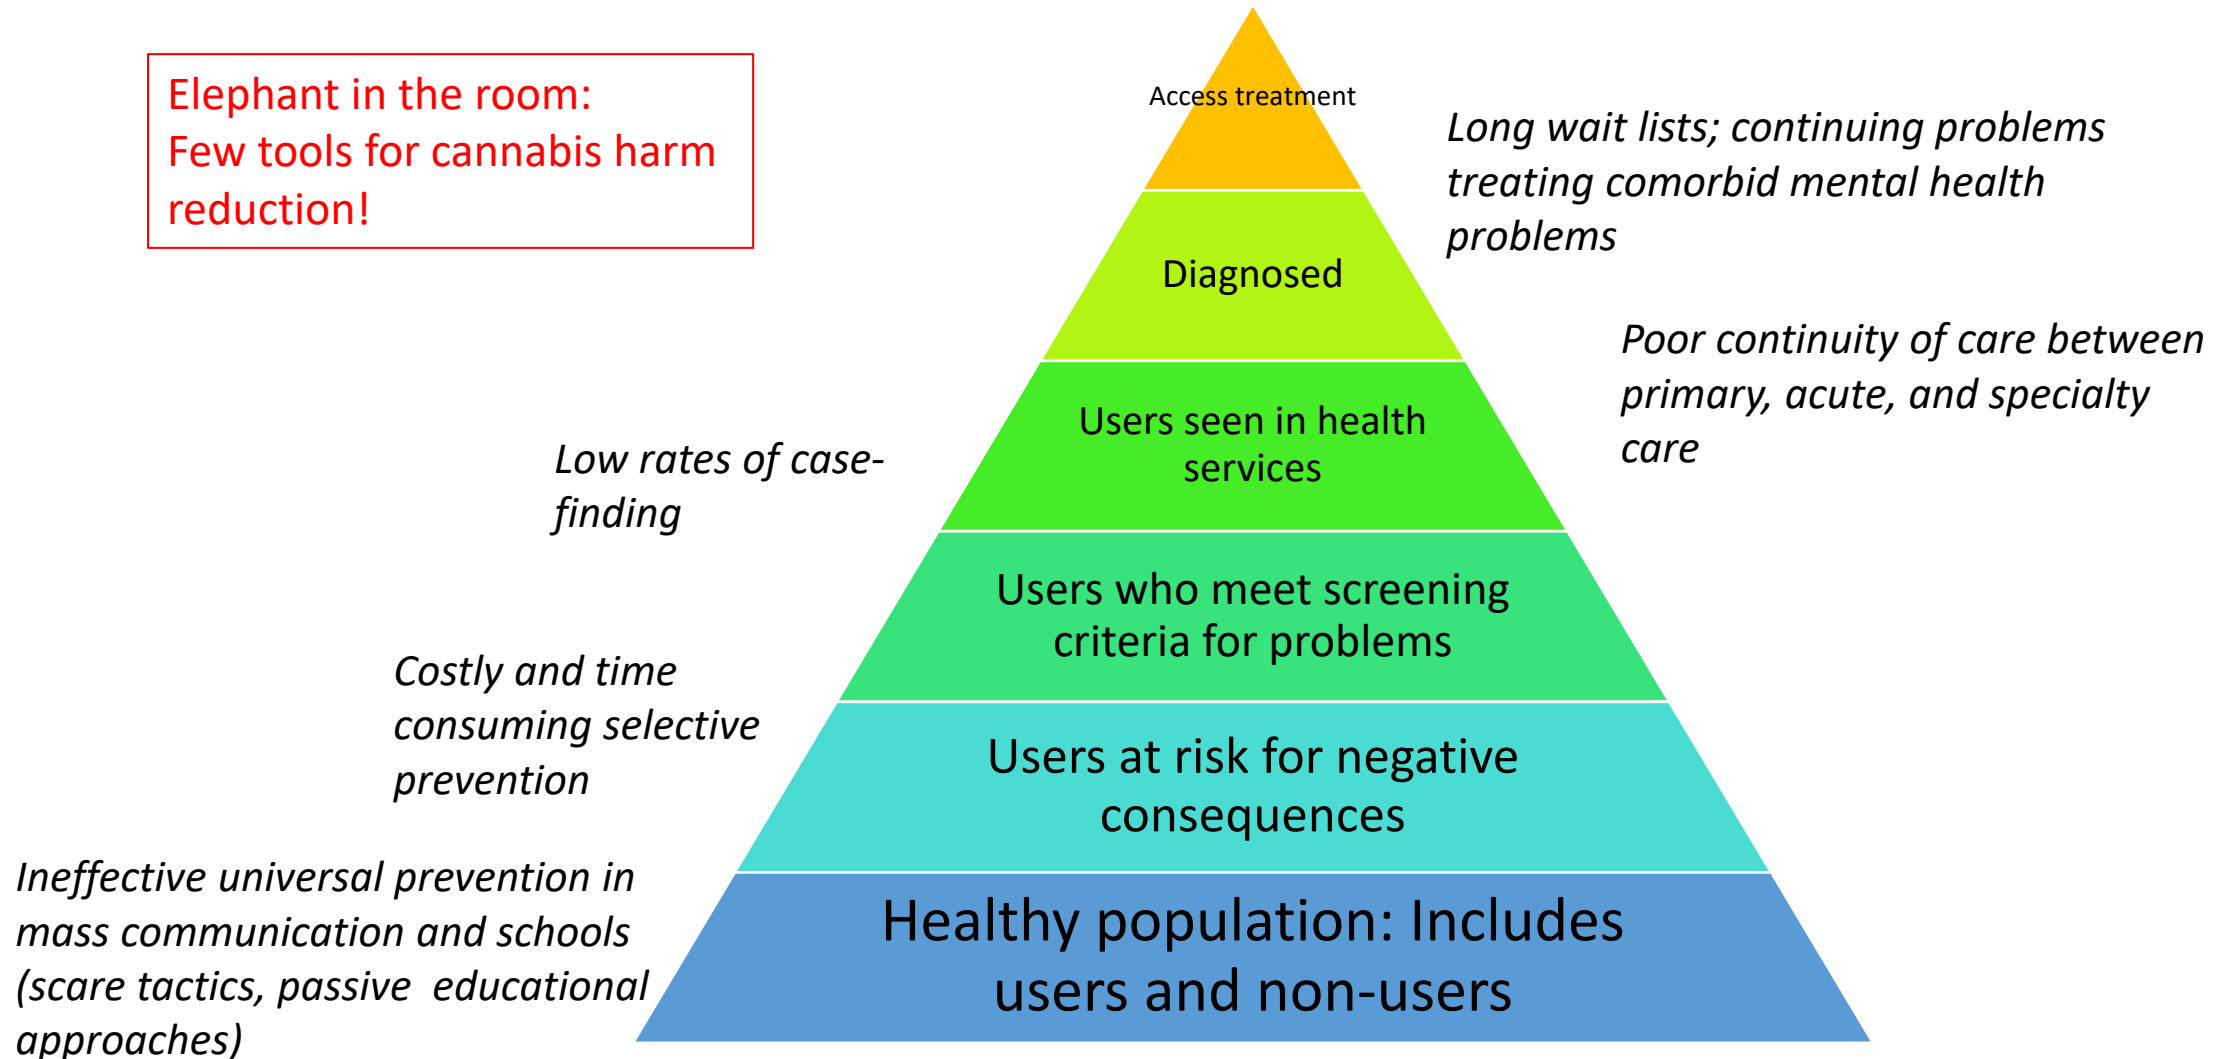 Elephant in the room:
Few tools for cannabis harm
reduction!
Access treatment
Long wait lists; continuing problems
treating comorbid mental health
problems
Diagnosed
Poor continuity of care between
primary, acute, and specialty
care
Users seen in health
services
Low rates of case-
finding
Users who meet screening
criteria for problems
Costly and time
consuming selective
prevention
Users at risk for negative
consequences
Ineffective universal prevention in
mass communication and schools
(scare tactics, passive  educational
approaches)
Healthy population: Includes
users and non-users